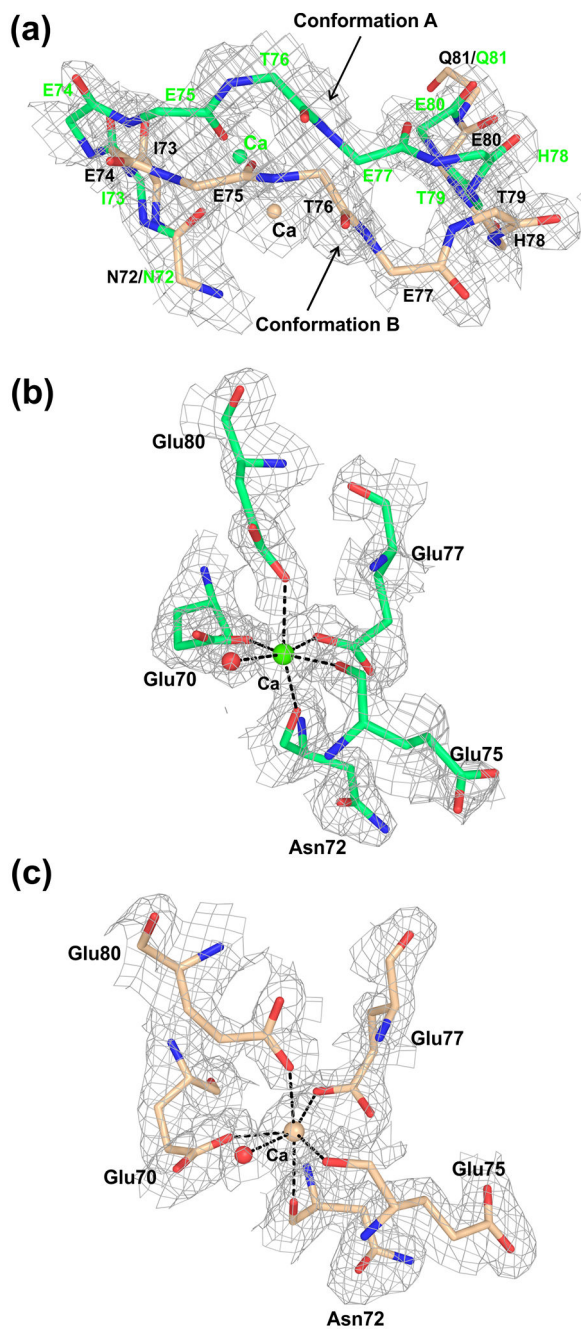 (a)
Conformation A
T76
Q81/Q81
E74
E75
E80
Ca
I73
E80
H78
E74
E77
I73
E75
T76
T79
T79
Ca
H78
N72/N72
E77
Conformation B
(b)
Glu80
Glu77
Glu70
Ca
Glu75
Asn72
(c)
Glu80
Glu77
Glu70
Ca
Glu75
Asn72